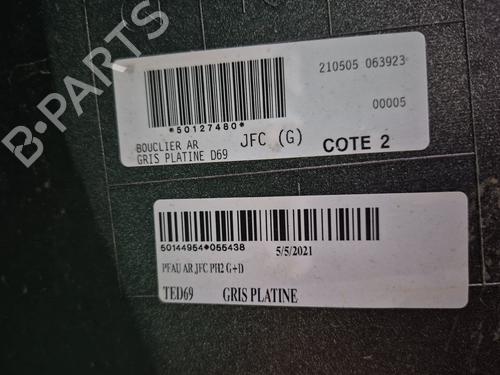 B-PARTS
210505 063923
*50127480*
00005
BOUCLIER AR
JFC (G)
GRIS PLATINE D69
COTE 2
50144954*055438
5/5/2021
PFAU AR JFC PH2 G+D
TED69 GRIS PLATINE